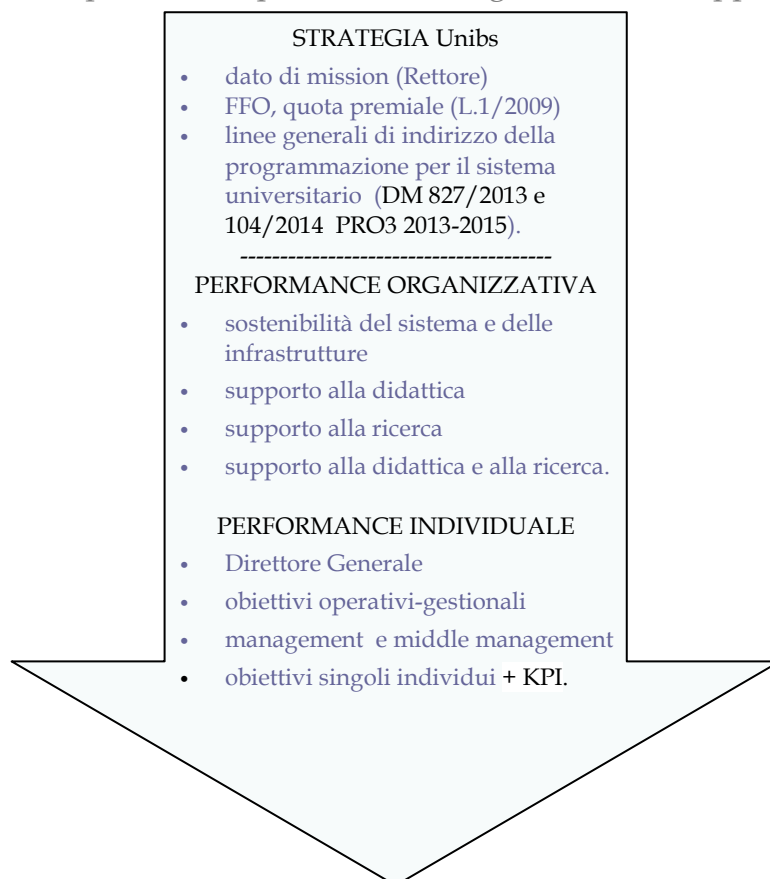 STRATEGIA Unibs
• dato di mission (Rettore)
• FFO, quota premiale (L.1/2009)
• linee generali di indirizzo della
programmazione per il sistema
universitario (DM 827/2013 e
104/2014 PRO3 2013-2015).
---------------------------------------
PERFORMANCE ORGANIZZATIVA
• sostenibilità del sistema e delle
infrastrutture
• supporto alla didattica
• supporto alla ricerca
• supporto alla didattica e alla ricerca.
PERFORMANCE INDIVIDUALE
• Direttore Generale
• obiettivi operativi-gestionali
• management e middle management
• obiettivi singoli individui + KPI.